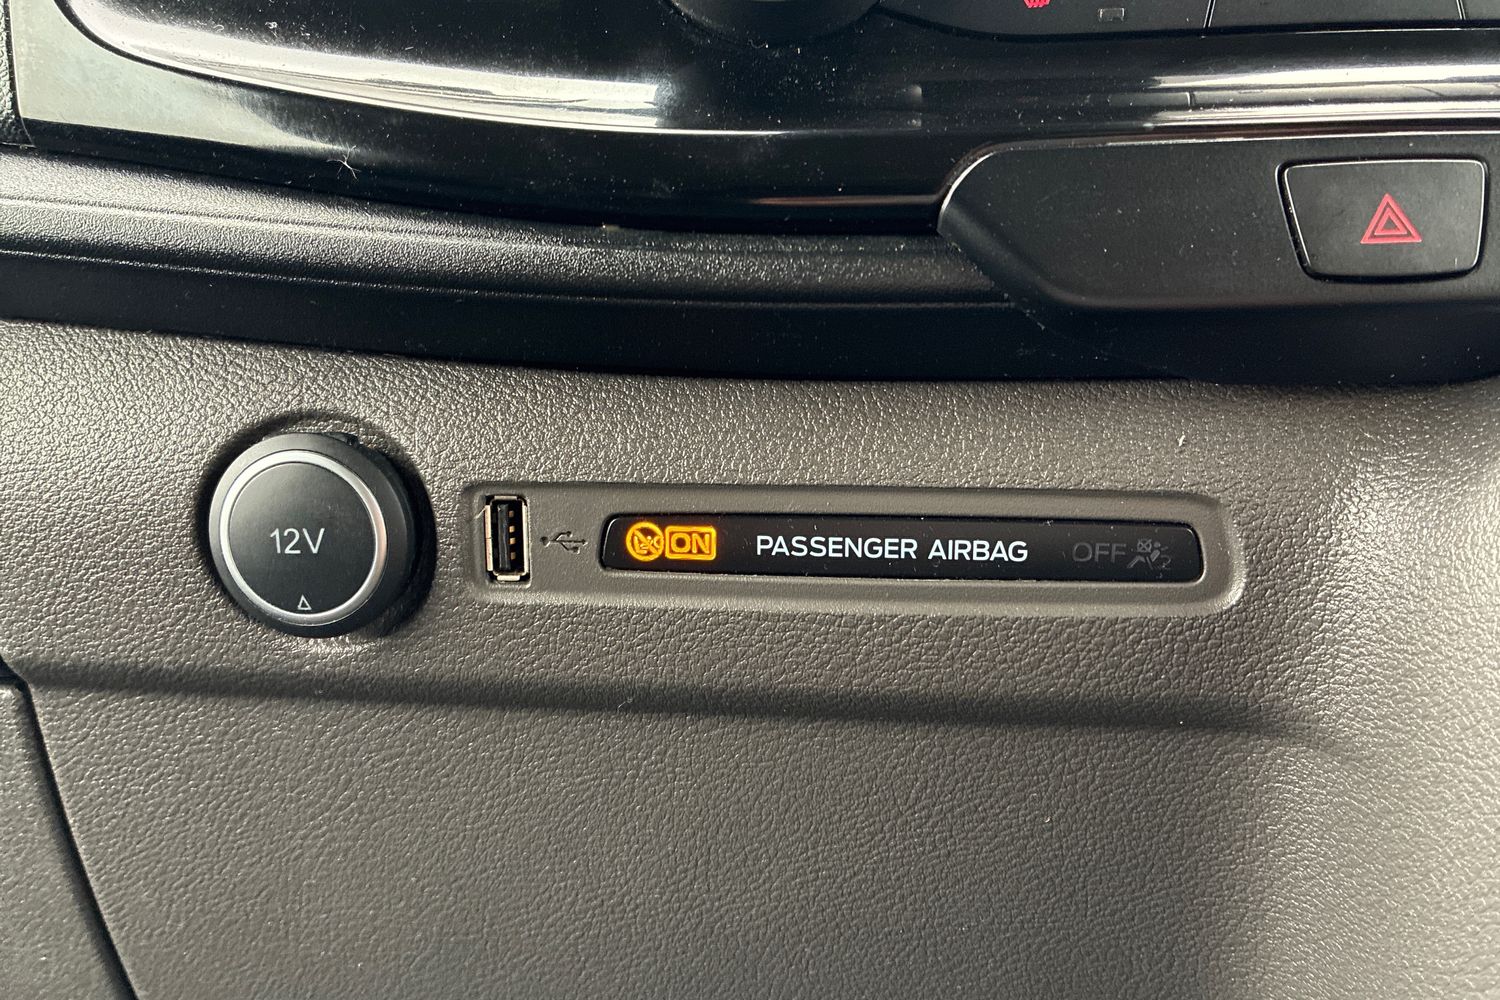 12V
ON PASSENGER AIRBAG OFF